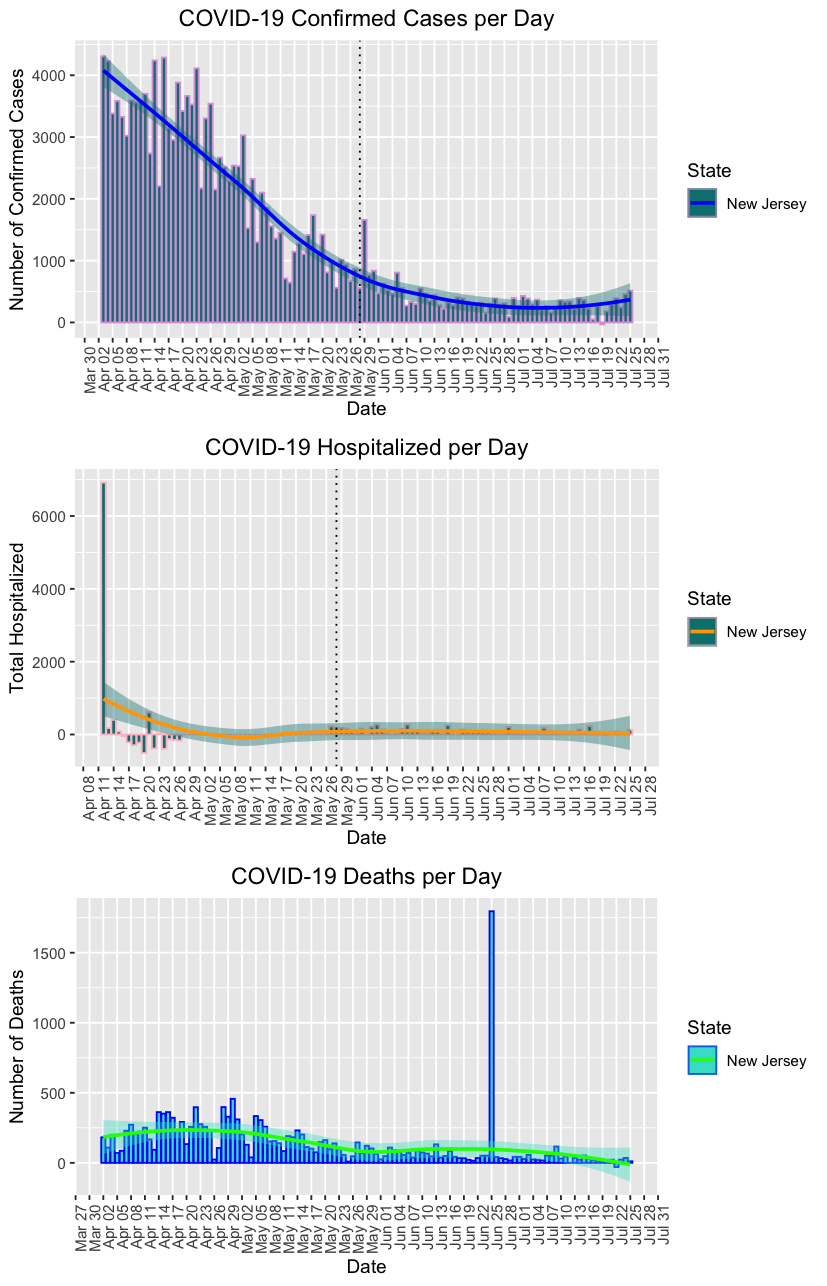 COVID-19 Confirmed Cases per Day
Number of Confirmed Cases
4000
3000
2000
1000
0
Mar 30
Apr 02
Apr 05
Apr 08
Apr 11
Apr 14
Apr 17
Apr 20
Apr 23
Apr 26
Apr 29
May 02
May 05
May 08
May 11
May 14
May 17
May 20
May 23
May 26
May 29
Jun 01
Jun 04
Jun 07
Jun 10
Jun 13
Jun 16
Jun 19
Jun 22
Jun 25
Jun 28
Jul 01
Jul 04
Jul 07
Jul 10
Jul 13
Jul 16
Jul 19
Jul 22
Jul 25
Jul 28
Jul 31
Date
State
New Jersey
COVID-19 Hospitalized per Day
Total Hospitalized
6000
4000
2000
0
Apr 08
Apr 11
Apr 14
Apr 17
Apr 20
Apr 23
Apr 26
Apr 29
May 02
May 05
May 08
May 11
May 14
May 17
May 20
May 23
May 26
May 29
Jun 01
Jun 04
Jun 07
Jun 10
Jun 13
Jun 16
Jun 19
Jun 22
Jun 25
Jun 28
Jul 01
Jul 04
Jul 07
Jul 10
Jul 13
Jul 16
Jul 19
Jul 22
Jul 25
Jul 28
Date
State
New Jersey
COVID-19 Deaths per Day
Number of Deaths
1500
1000
500
0
Mar 27
Mar 30
Apr 02
Apr 05
Apr 08
Apr 11
Apr 14
Apr 17
Apr 20
Apr 23
Apr 26
Apr 29
May 02
May 05
May 08
May 11
May 14
May 17
May 20
May 23
May 26
May 29
Jun 01
Jun 04
Jun 07
Jun 10
Jun 13
Jun 16
Jun 19
Jun 22
Jun 25
Jun 28
Jul 01
Jul 04
Jul 07
Jul 10
Jul 13
Jul 16
Jul 19
Jul 22
Jul 25
Jul 28
Jul 31
Date
State
New Jersey